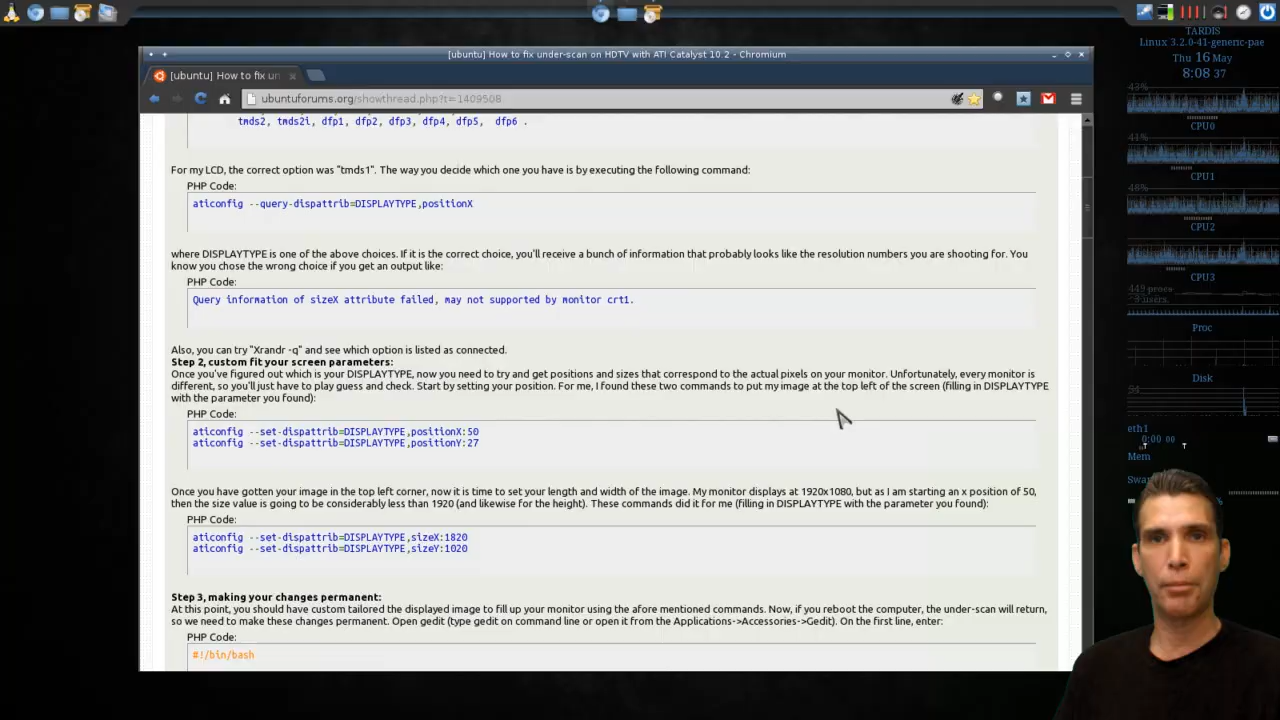 TARDIS
Linux 3.2.0-41-generic-pae
Thu 16 May
8:08 37
[ubuntu] How to fix under-scan on HDTV with ATI Catalyst 10.2 - Chromium
[ubuntu] How to fix un
ubuntuforums.org/showthread.php?t=1409508
tmds2, tmds2i, dfp1, dfp2, dfp3, dfp4, dfp5, dfp6 .
For my LCD, the correct option was "tmds1". The way you decide which one you have is by executing the following command:
PHP Code:
aticonfig --query-dispattrib=DISPLAYTYPE,positionX
where DISPLAYTYPE is one of the above choices. If it is the correct choice, you'll receive a bunch of information that probably looks like the resolution numbers you are shooting for. You
know you chose the wrong choice if you get an output like:
PHP Code:
Query information of sizeX attribute failed, may not supported by monitor crt1.
Also, you can try "Xrandr -q" and see which option is listed as connected.
Step 2, custom fit your screen parameters:
Once you've figured out which is your DISPLAYTYPE, now you need to try and get positions and sizes that correspond to the actual pixels on your monitor. Unfortunately, every monitor is
different, so you'll just have to play guess and check. Start by setting your position. For me, I found these two commands to put my image at the top left of the screen (filling in DISPLAYTYPE
with the parameter you found):
PHP Code:
aticonfig --set-dispattrib=DISPLAYTYPE,positionX:50
aticonfig --set-dispattrib=DISPLAYTYPE,positionY:27
Once you have gotten your image in the top left corner, now it is time to set your length and width of the image. My monitor displays at 1920x1080, but as I am starting an x position of 50,
then the size value is going to be considerably less than 1920 (and likewise for the height). These commands did it for me (filling in DISPLAYTYPE with the parameter you found):
PHP Code:
aticonfig --set-dispattrib=DISPLAYTYPE,sizeX:1820
aticonfig --set-dispattrib=DISPLAYTYPE,sizeY:1020
Step 3, making your changes permanent:
At this point, you should have custom tailored the displayed image to fill up your monitor using the afore mentioned commands. Now, if you reboot the computer, the under-scan will return,
so we need to make these changes permanent. Open gedit (type gedit on command line or open it from the Applications->Accessories->Gedit). On the first line, enter:
PHP Code:
#!/bin/bash
CPU0
CPU1
CPU2
CPU3
449 proce
users.
Proc
Disk
eth1
0:00 00
Mem
Swa